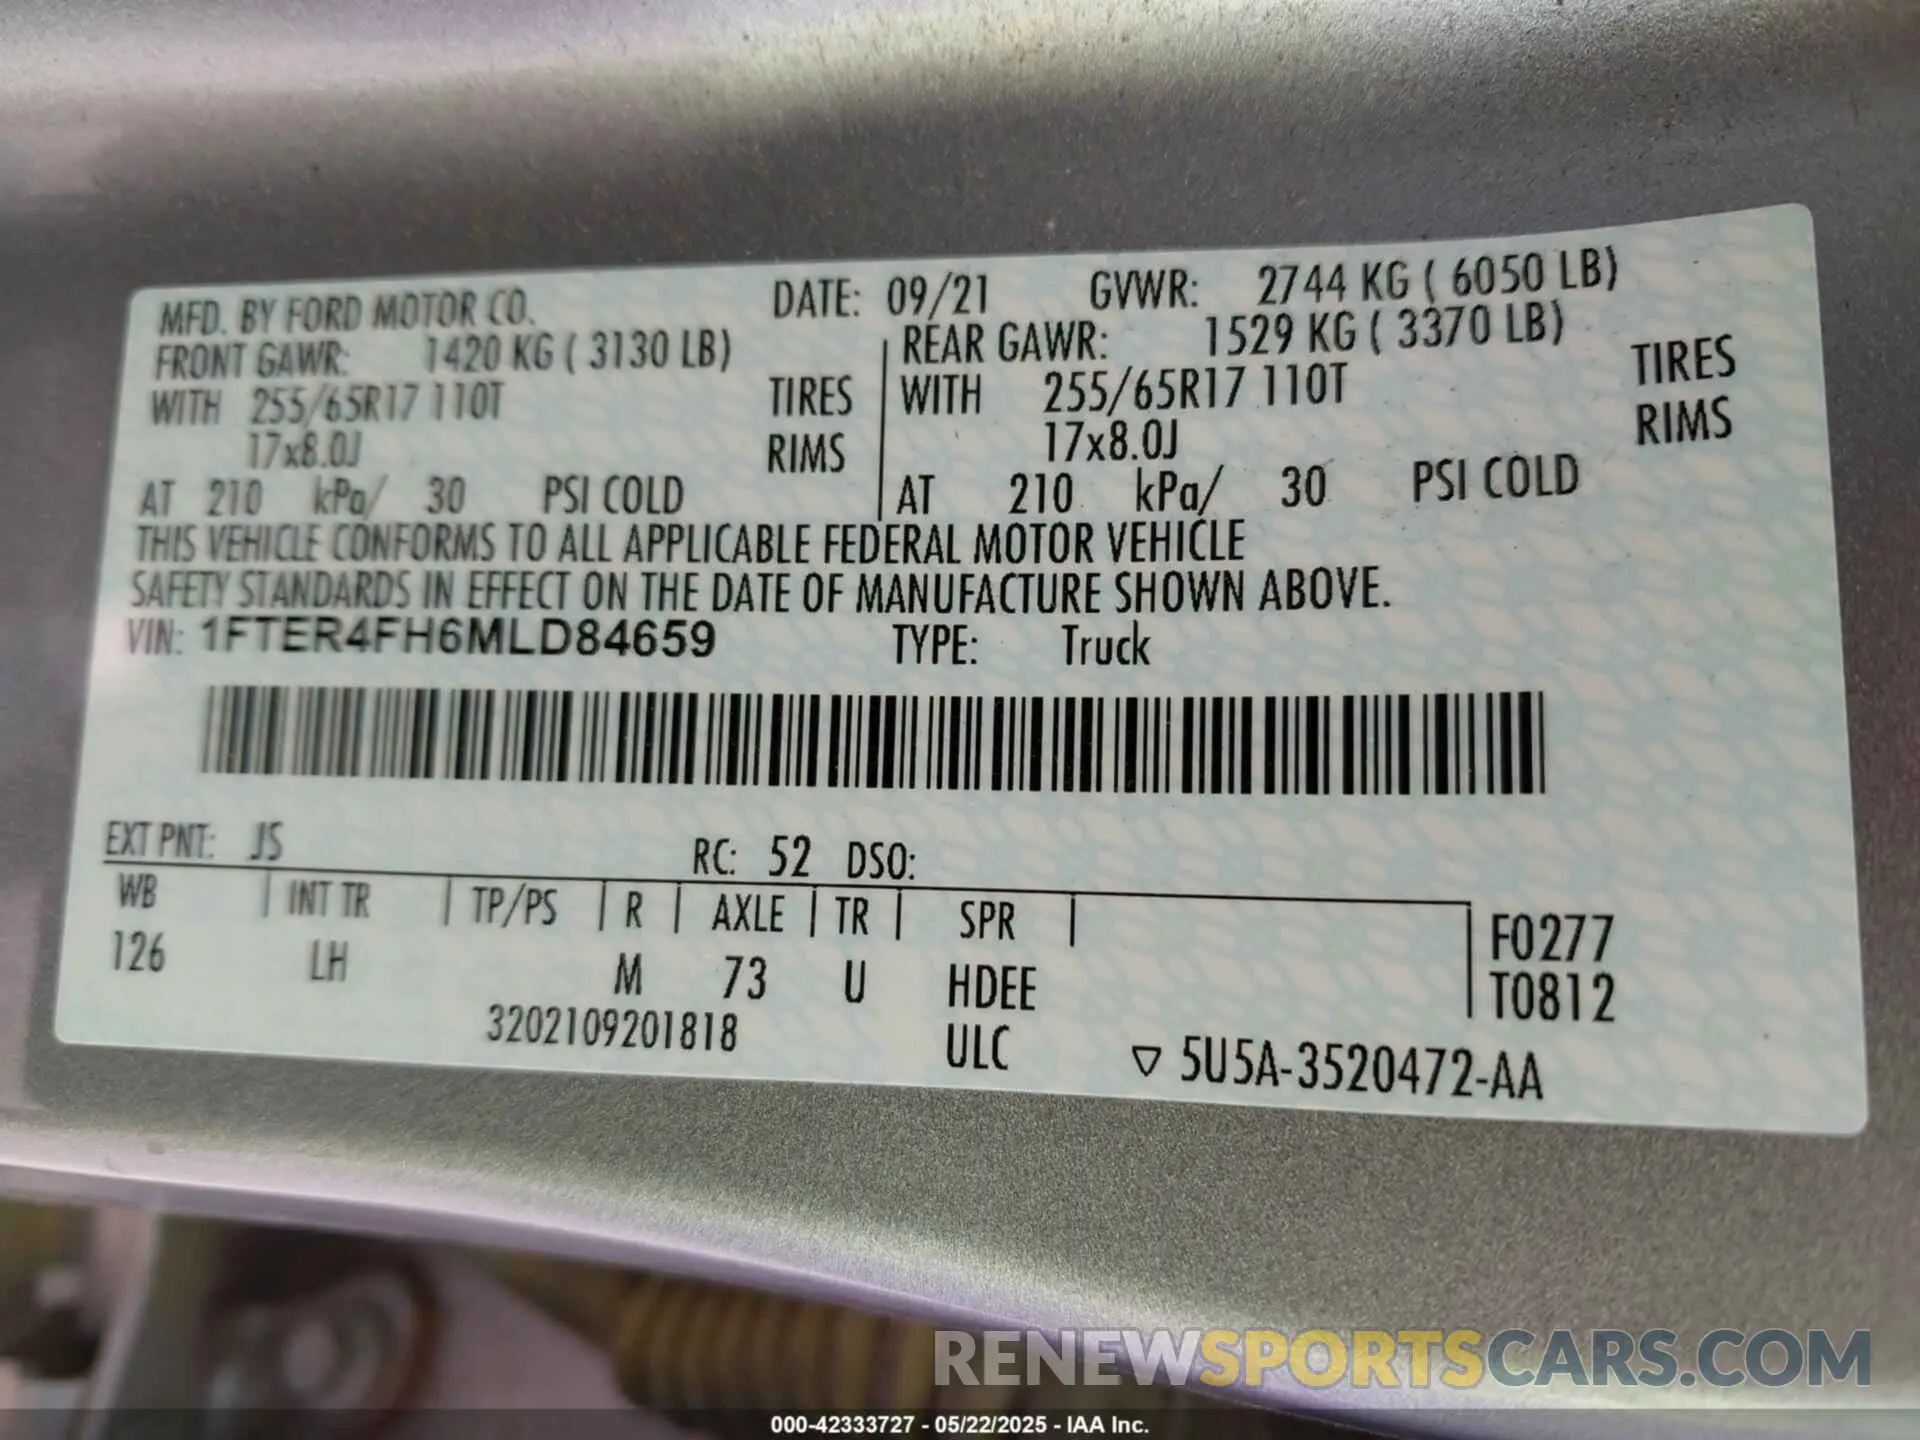 MFD. BY FORD MOTOR CO. DATE: 09/21 GVWR: 2744 KG ( 6050 LB)
FRONT GAWR: 1420 KG ( 3130 LB) REAR GAWR: 1529 KG ( 3370 LB)
WITH 255/65R17 110T TIRES WITH 255/65R17 110T TIRES
17x8.0J RIMS 17x8.0J RIMS
AT 210 kPa/ 30 PSI COLD AT 210 kPa/ 30 PSI COLD
THIS VEHICLE CONFORMS TO ALL APPLICABLE FEDERAL MOTOR VEHICLE
SAFETY STANDARDS IN EFFECT ON THE DATE OF MANUFACTURE SHOWN ABOVE.
VIN: 1FTER4FH6MLD84659 TYPE: Truck
EXT PNT: JS RC: 52 DSO:
WB INT TR TP/PS R AXLE TR SPR F0277
126 LH M 73 U HDEE T0812
3202109201818 ULC ▽ 5U5A-3520472-AA
RENEWSPORTSCARS.COM
000-42333727 - 05/22/2025 - IAA Inc.